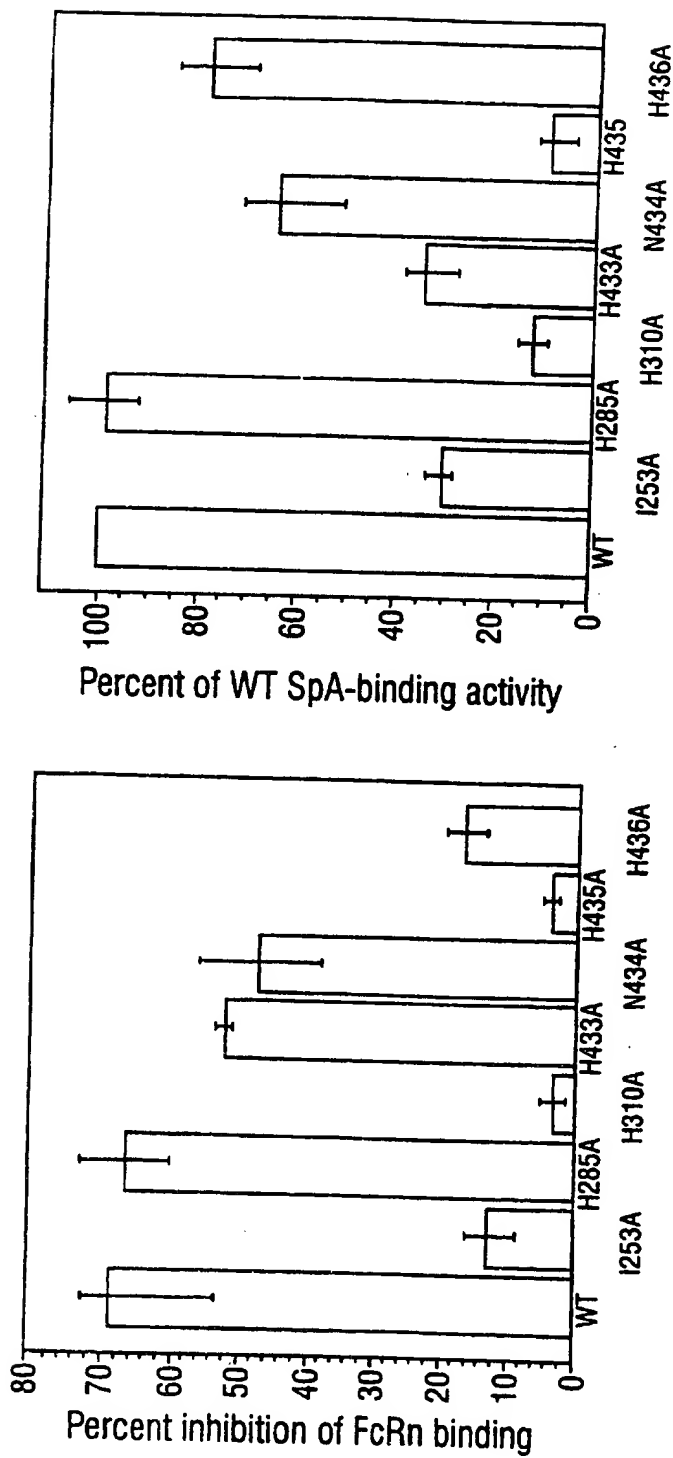 Percent of WT SpA-binding activity
100
80
60
40
20
0
WT
I253A
H285A
H310A
H433A
N434A
H435
H436A
Percent inhibition of FcRn binding
80
70
60
50
40
30
20
10
0
WT
I253A
H285A
H310A
H433A
N434A
H435A
H436A